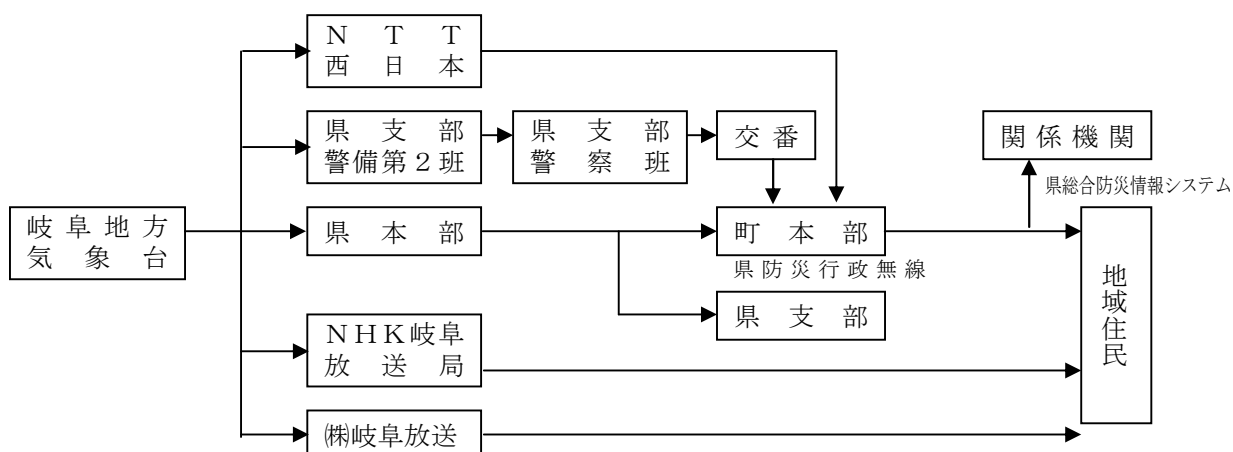 NTT
西日本
県支部
警備第2班
県支部
警察班
交番
関係機関
県総合防災情報システム
岐阜地方
気象台
県本部
町本部
県防災行政無線
県支部
地域住民
NHK岐阜
放送局
㈱岐阜放送